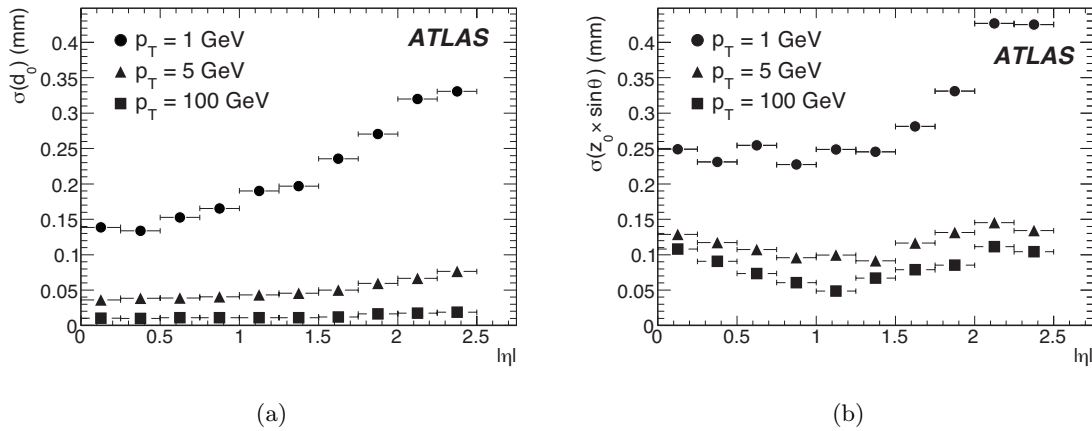 σ(d₀) (mm)
0.4
0.35
0.3
0.25
0.2
0.15
0.1
0.05
0
p_T = 1 GeV
p_T = 5 GeV
p_T = 100 GeV
ATLAS
0 0.5 1 1.5 2 2.5
|η|
(a)
σ(z₀ × sinθ) (mm)
0.4
0.35
0.3
0.25
0.2
0.15
0.1
0.05
0
p_T = 1 GeV
p_T = 5 GeV
p_T = 100 GeV
ATLAS
0 0.5 1 1.5 2 2.5
|η|
(b)